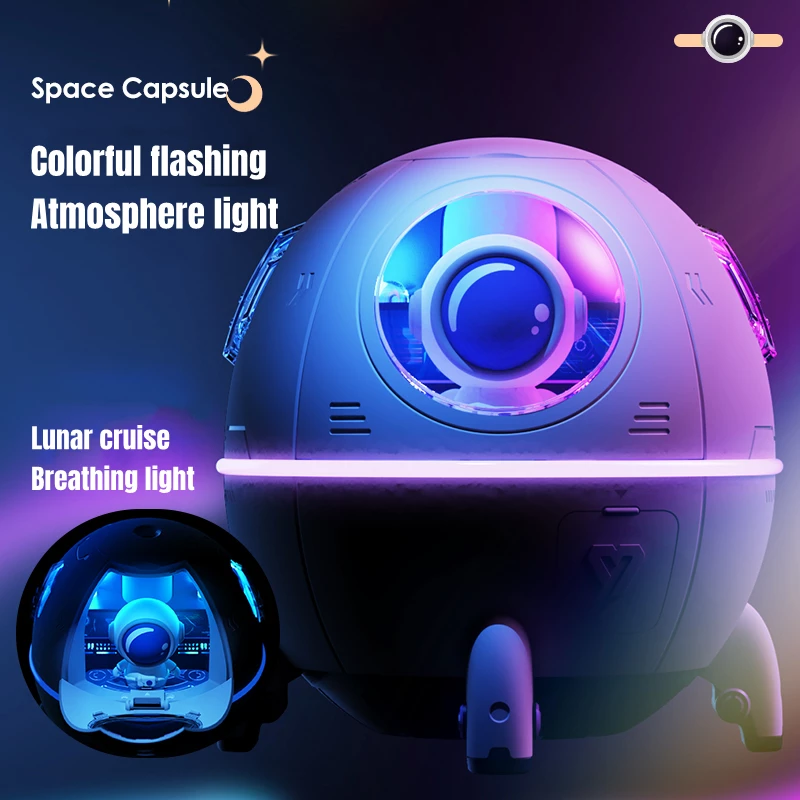 Space Capsule
Colorful flashing
Atmosphere light
Lunar cruise
Breathing light